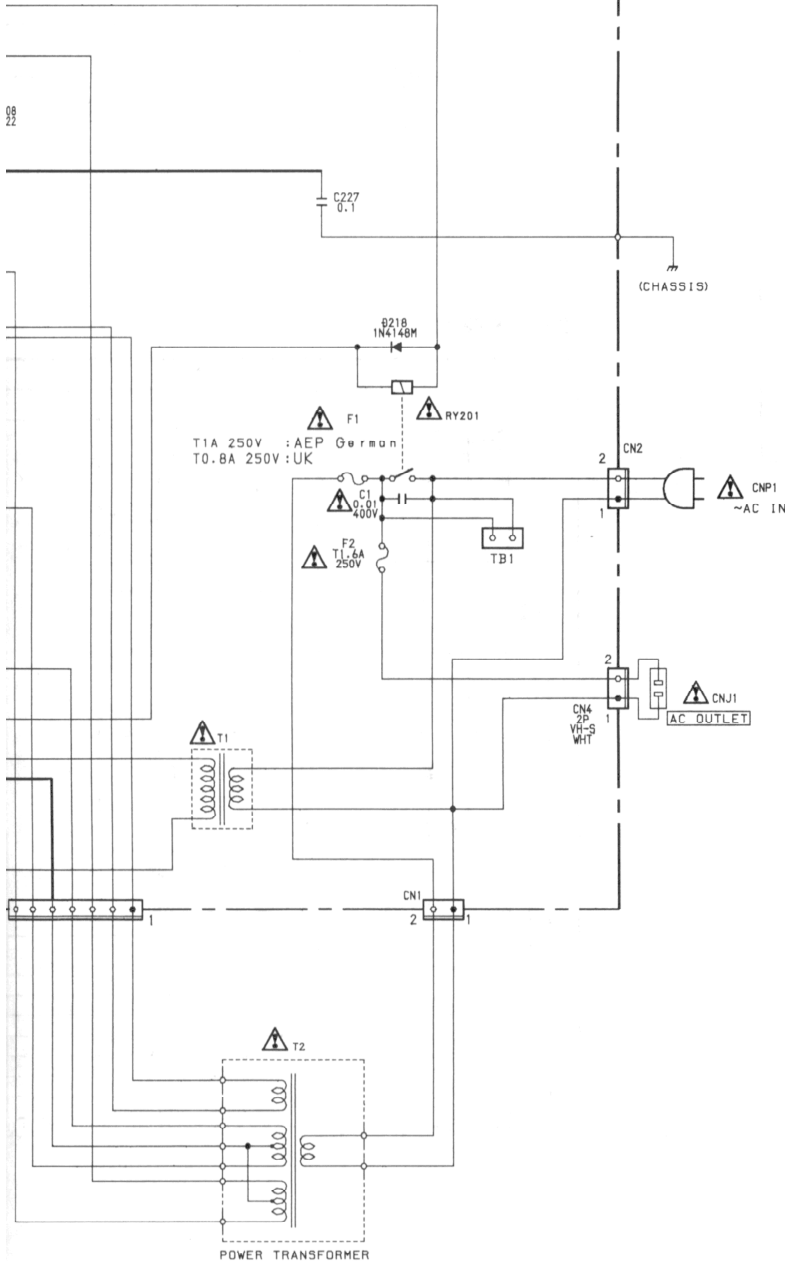 08
22
C227
0.1
(CHASSIS)
D218
1N4148M
RY201
F1
T1A 250V :AEP German
T0.8A 250V:UK
CN2
2
1
CNP1
~AC IN
C1
0.01
400V
F2
T1.6A
250V
TB1
2
1
CN4
2P
VH-S
WHT
CNJ1
AC OUTLET
T1
1
CN1
2
1
T2
POWER TRANSFORMER